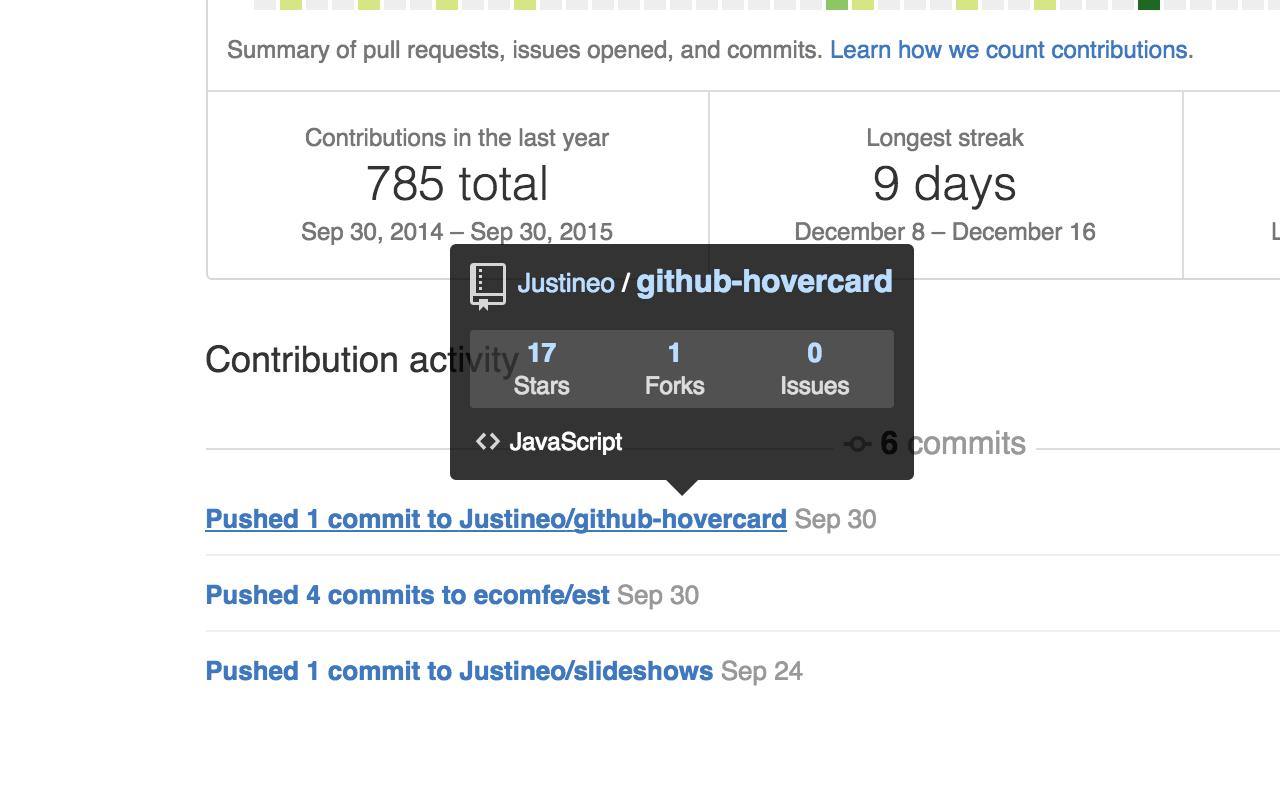 Summary of pull requests, issues opened, and commits. Learn how we count contributions.
Contributions in the last year
785 total
Sep 30, 2014 – Sep 30, 2015
Longest streak
9 days
December 8 – December 16
L
Justineo / github-hovercard
17 1 0
Stars Forks Issues
<> JavaScript
Contribution activity
6 commits
Pushed 1 commit to Justineo/github-hovercard Sep 30
Pushed 4 commits to ecomfe/est Sep 30
Pushed 1 commit to Justineo/slideshows Sep 24